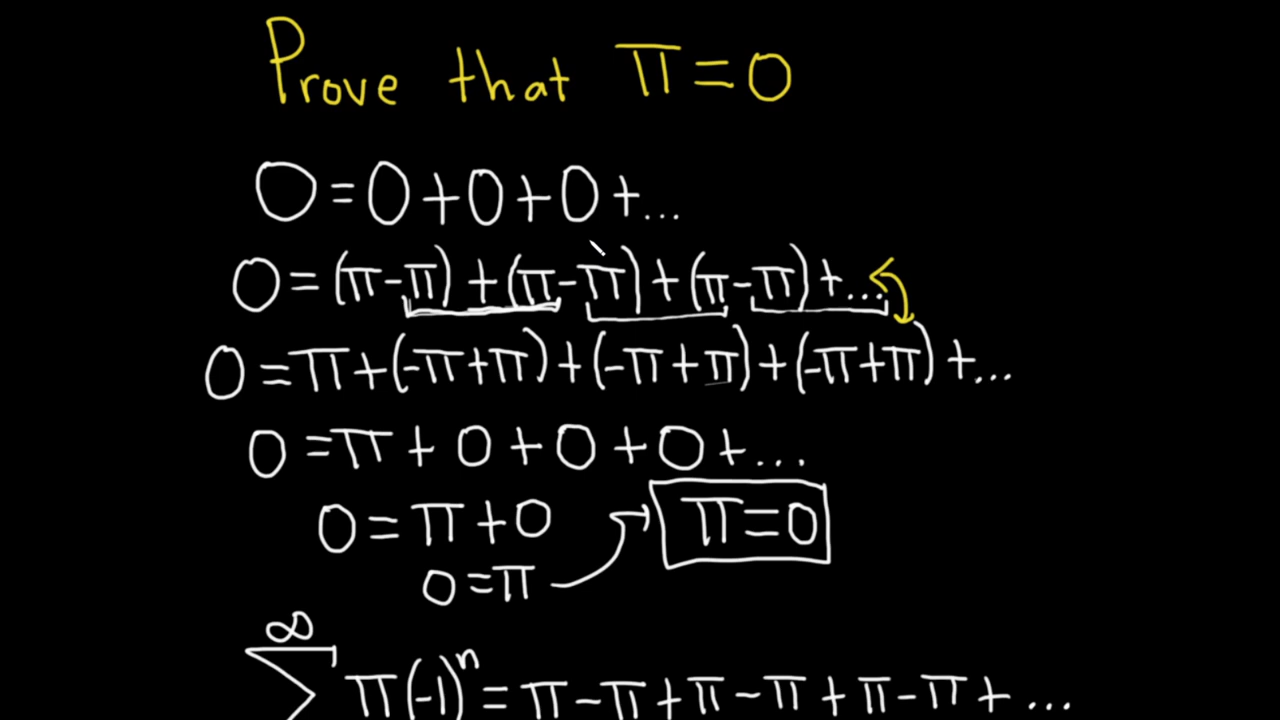 Prove that π=0
0=0+0+0+...
0=(π-π)+(π-π)+(π-π)+...
0=π+(-π+π)+(-π+π)+(-π+π)+...
0=π+0+0+0+...
0=π+0
π=0
0=π
∞
∑ π(-1)ⁿ=π-π+π-π+π-π+...